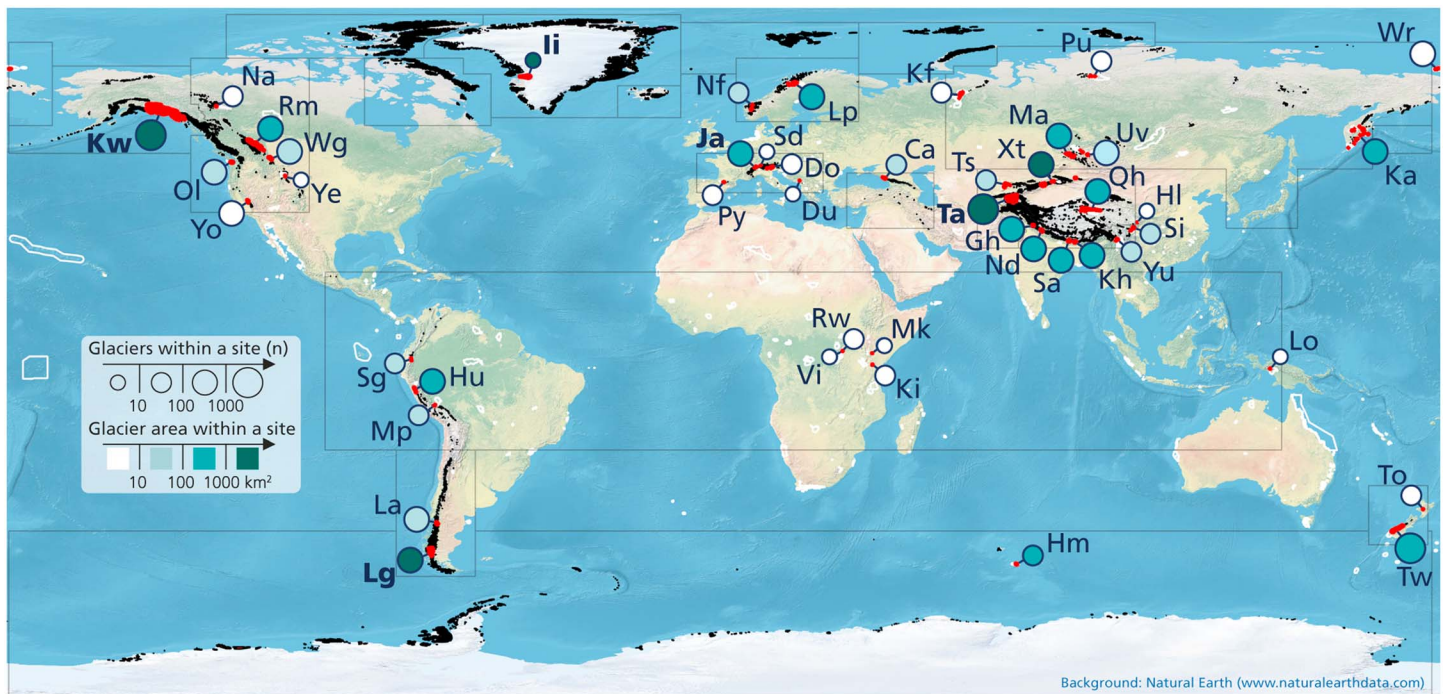 Ii
Wr
Pu
Na
Nf
Kf
Rm
Lp
Ma
Kw
Wg
Ja
Sd
Uv
Xt
Ca
Ts
Do
Ka
Ol
Ye
Qh
Hl
Yo
Py
Du
Ta
Si
Gh
Nd
Sa
Kh
Yu
Rw
Mk
Lo
Sg
Hu
Vi
Ki
Mp
Glaciers within a site (n)
10 100 1000
Glacier area within a site
10 100 1000 km²
To
La
Hm
Lg
Tw
Background: Natural Earth (www.naturalearthdata.com)